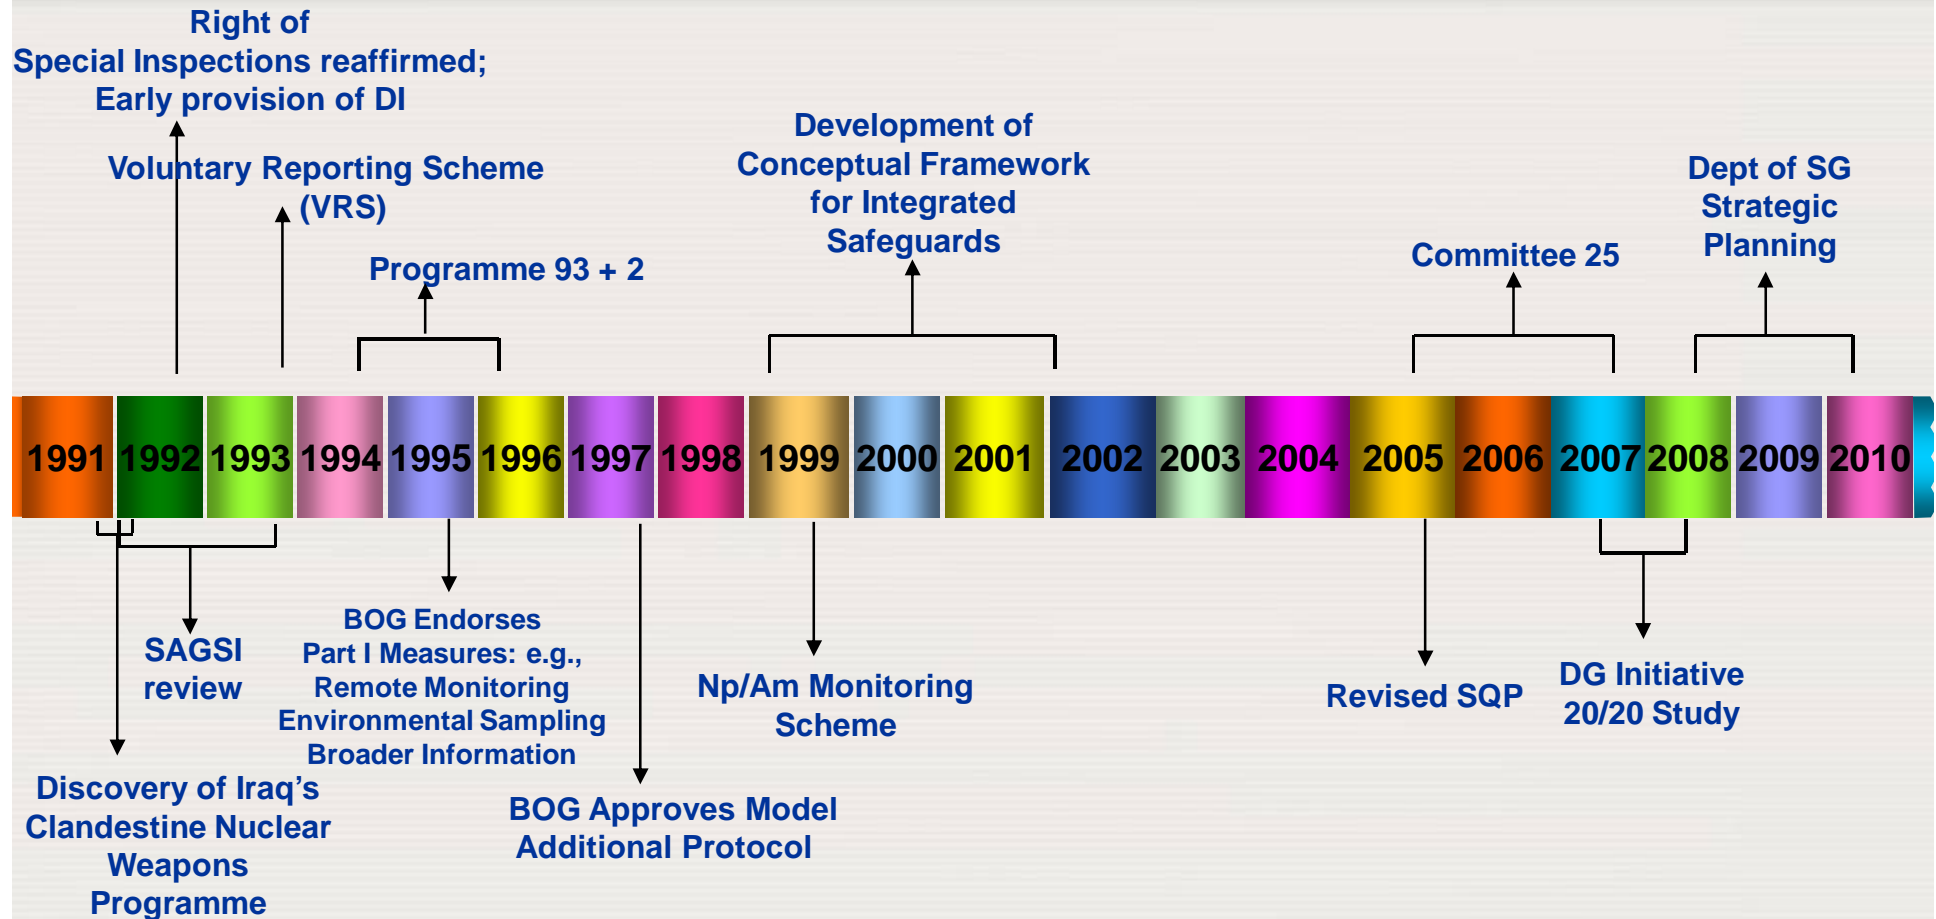 Right of
Special Inspections reaffirmed;
Early provision of DI
Voluntary Reporting Scheme
(VRS)
Programme 93 + 2
Development of
Conceptual Framework
for Integrated
Safeguards
Committee 25
Dept of SG
Strategic
Planning
1991 1992 1993 1994 1995 1996 1997 1998 1999 2000 2001 2002 2003 2004 2005 2006 2007 2008 2009 2010
Discovery of Iraq’s
Clandestine Nuclear
Weapons
Programme
SAGSI
review
BOG Endorses
Part I Measures: e.g.,
Remote Monitoring
Environmental Sampling
Broader Information
BOG Approves Model
Additional Protocol
Np/Am Monitoring
Scheme
Revised SQP
DG Initiative
20/20 Study